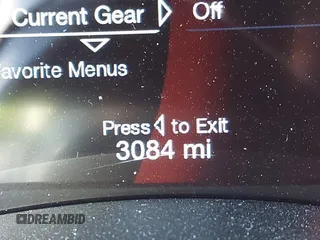 Current Gear Off
avorite Menus
Press to Exit
3084 mi
DREAMBID